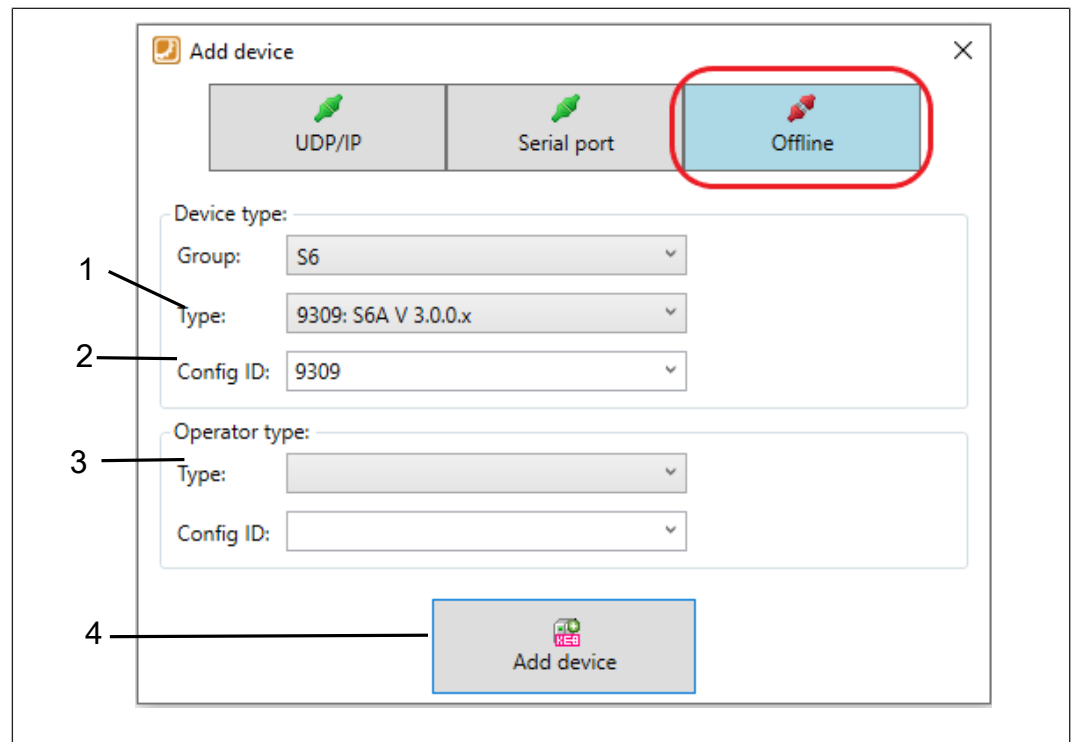 Add device
UDP/IP
Serial port
Offline
Device type:
Group: S6
1
Type: 9309: S6A V 3.0.0.x
2
Config ID: 9309
Operator type:
3
Type:
Config ID:
4
KEB
Add device